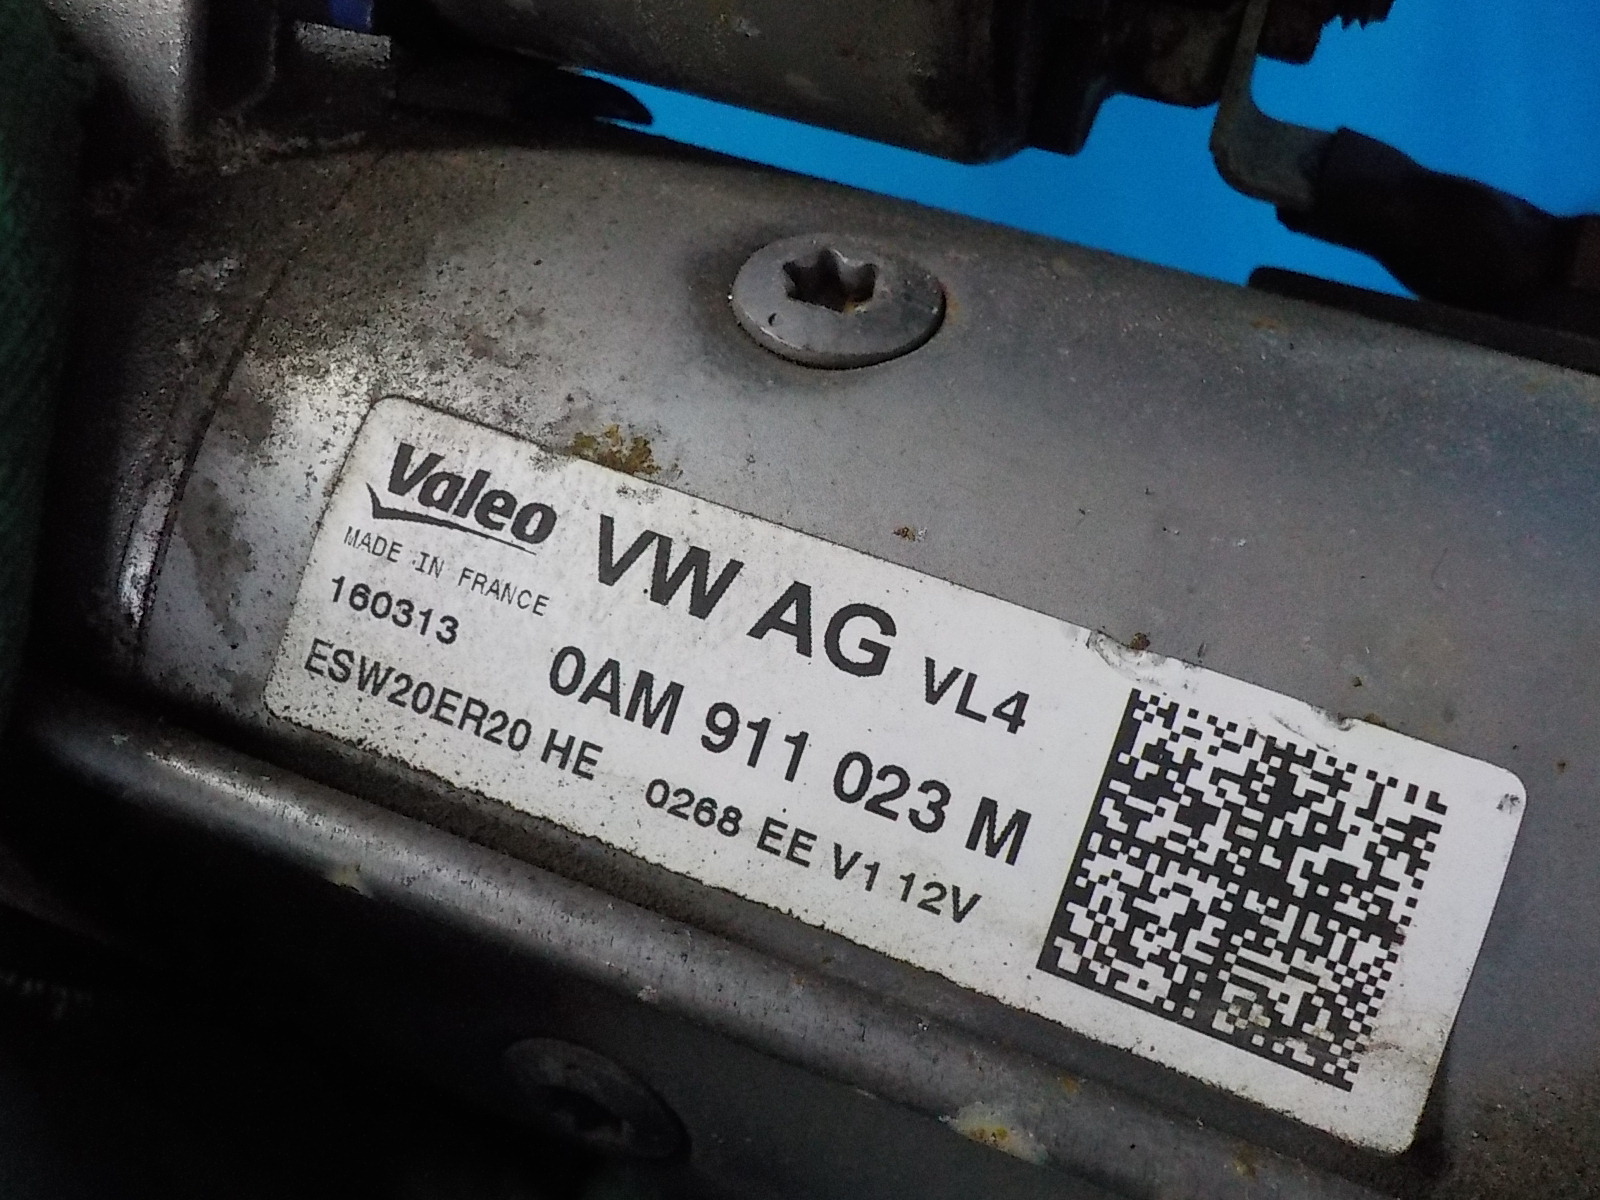 Valeo VW AG VL4
MADE IN FRANCE
160313 0AM 911 023 M
ESW20ER20 HE 0268 EE V1 12V